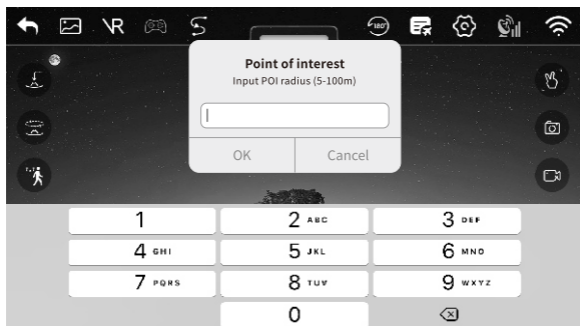 VR
180°
Point of interest
Input POI radius (5-100m)
OK Cancel
1 2 ABC 3 DEF
4 GHI 5 JKL 6 MNO
7 PQRS 8 TUV 9 WXYZ
0